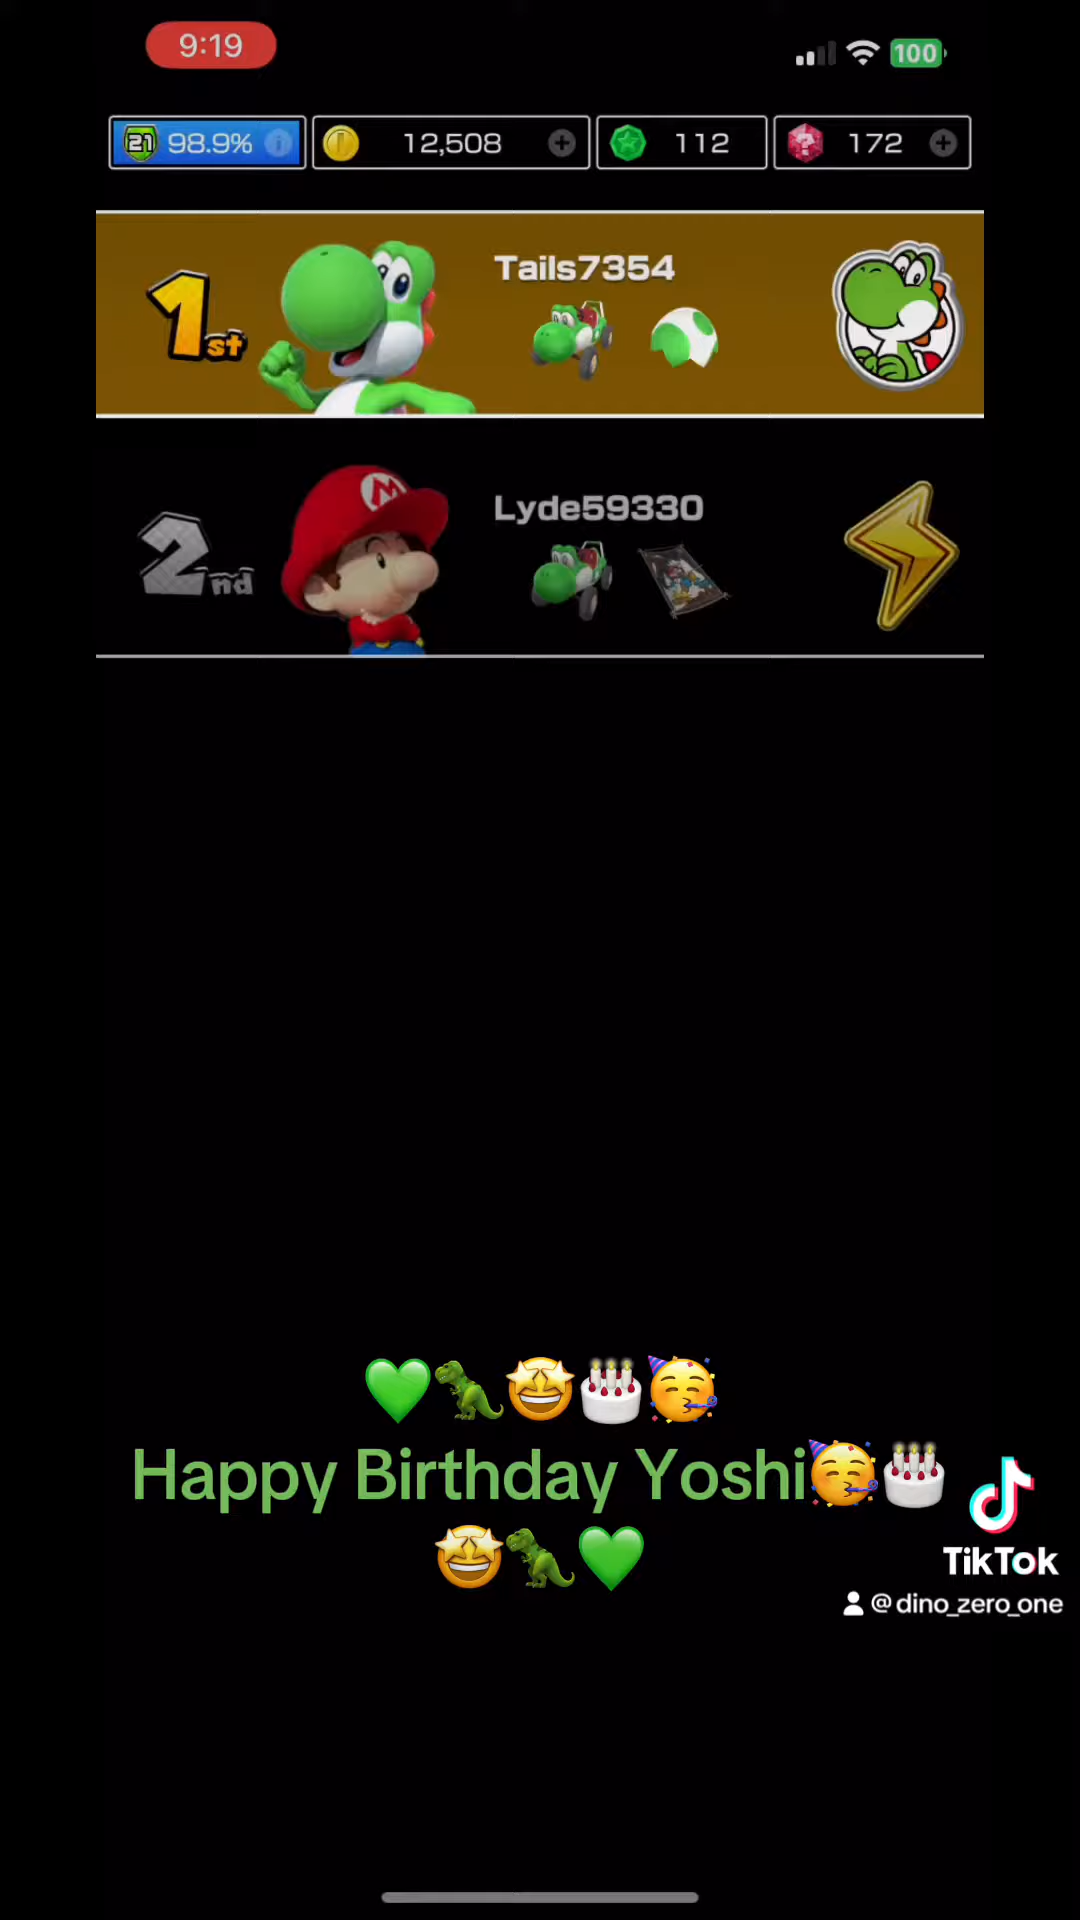 9:19
100
21 98.9% 12,508 112 172
1st
Tails7354
2nd
Lyde59330
💚🦖🤩🎂🥳
Happy Birthday Yoshi🥳🎂
🤩🦖💚
TikTok
@dino_zero_one